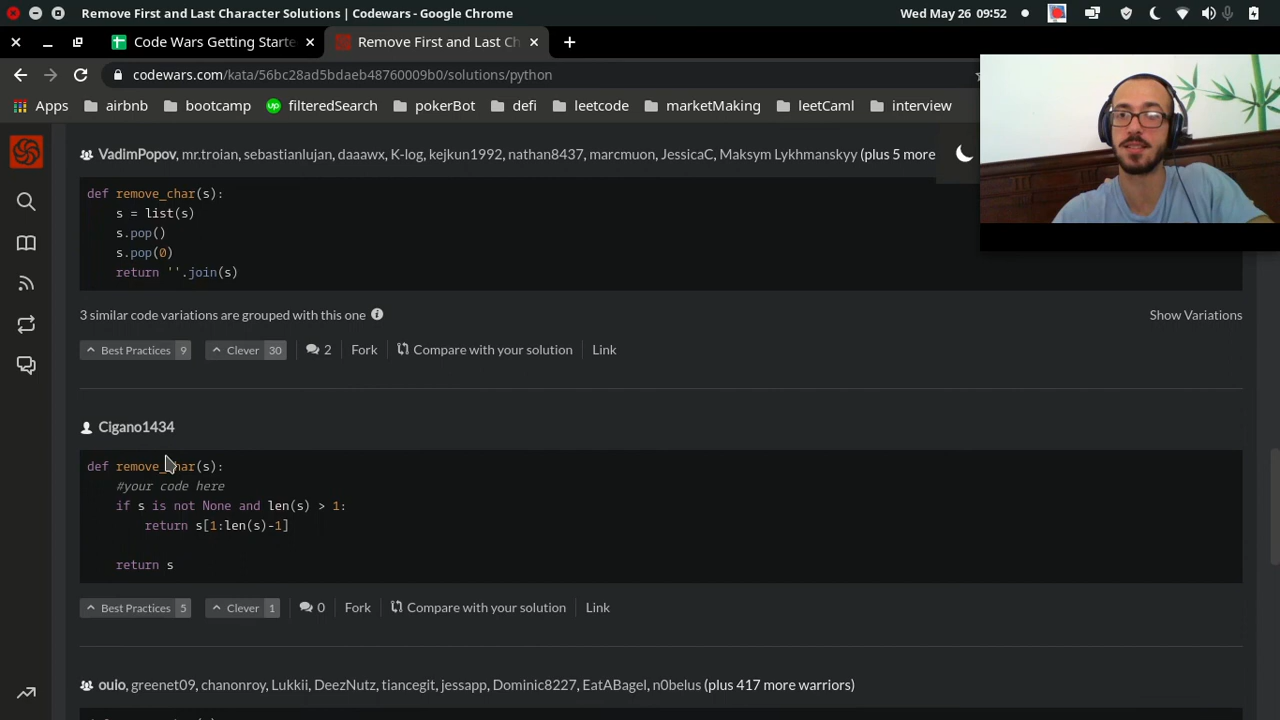 Remove First and Last Character Solutions | Codewars - Google Chrome
Wed May 26 09:52
Code Wars Getting Starte
Remove First and Last Ch
codewars.com/kata/56bc28ad5bdaeb48760009b0/solutions/python
Apps airbnb bootcamp filteredSearch pokerBot defi leetcode marketMaking leetCaml interview
VadimPopov, mr.troian, sebastianlujan, daaawx, K-log, kejkun1992, nathan8437, marcmuon, JessicaC, Maksym Lykhmanskyy (plus 5 more
def remove_char(s):
s = list(s)
s.pop()
s.pop(0)
return ''.join(s)
3 similar code variations are grouped with this one
Show Variations
Best Practices 9 Clever 30 2 Fork Compare with your solution Link
Cigano1434
def remove_char(s):
#your code here
if s is not None and len(s) > 1:
return s[1:len(s)-1]
return s
Best Practices 5 Clever 1 0 Fork Compare with your solution Link
ouio, greenet09, chanonroy, Lukkii, DeezNutz, tiancegit, jessapp, Dominic8227, EatABagel, n0belus (plus 417 more warriors)